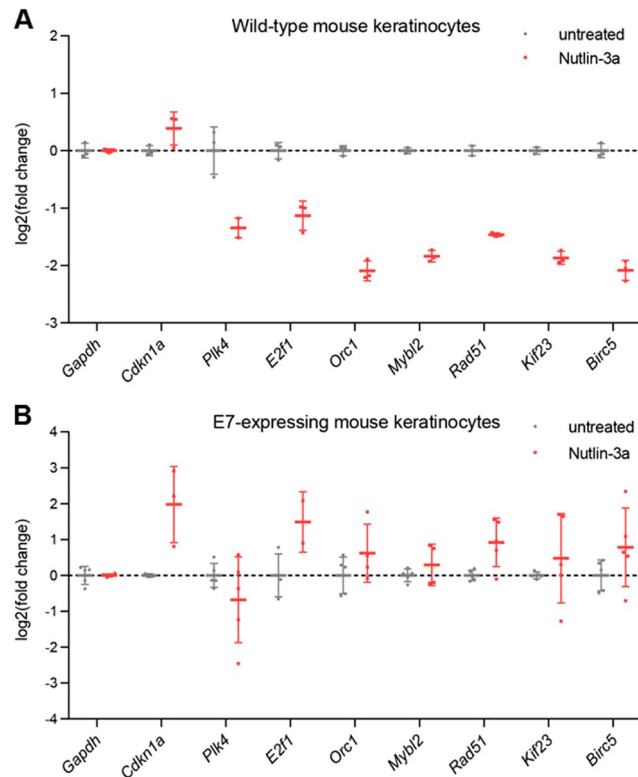 A
Wild-type mouse keratinocytes
untreated
Nutlin-3a
log2(fold change)
2
1
0
-1
-2
-3
Gapdh
Cdkn1a
Plk4
E2f1
Orc1
Mybl2
Rad51
Kif23
Birc5
B
E7-expressing mouse keratinocytes
untreated
Nutlin-3a
log2(fold change)
4
3
2
1
0
-1
-2
-3
-4
Gapdh
Cdkn1a
Plk4
E2f1
Orc1
Mybl2
Rad51
Kif23
Birc5